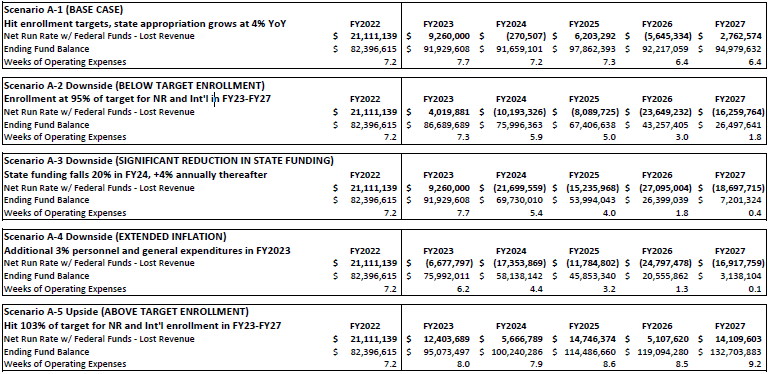 Scenario A-1 (BASE CASE)
Hit enrollment targets, state appropriation grows at 4% YoY FY2022 FY2023 FY2024 FY2025 FY2026 FY2027
Net Run Rate w/ Federal Funds - Lost Revenue $ 21,111,139 $ 9,260,000 $ (270,507) $ 6,203,292 $ (5,645,334) $ 2,762,574
Ending Fund Balance $ 82,396,615 $ 91,929,608 $ 91,659,101 $ 97,862,393 $ 92,217,059 $ 94,979,632
Weeks of Operating Expenses 7.2 7.7 7.2 7.3 6.4 6.4
Scenario A-2 Downside (BELOW TARGET ENROLLMENT)
Enrollment at 95% of target for NR and Int'l in FY23-FY27 FY2022 FY2023 FY2024 FY2025 FY2026 FY2027
Net Run Rate w/ Federal Funds - Lost Revenue $ 21,111,139 $ 4,019,881 $ (10,193,326) $ (8,089,725) $ (23,649,232) $ (16,259,764)
Ending Fund Balance $ 82,396,615 $ 86,689,689 $ 75,996,363 $ 67,406,638 $ 43,257,405 $ 26,497,641
Weeks of Operating Expenses 7.2 7.3 5.9 5.0 3.0 1.8
Scenario A-3 Downside (SIGNIFICANT REDUCTION IN STATE FUNDING)
State funding falls 20% in FY24, +4% annually thereafter FY2022 FY2023 FY2024 FY2025 FY2026 FY2027
Net Run Rate w/ Federal Funds - Lost Revenue $ 21,111,139 $ 9,260,000 $ (21,699,559) $ (15,235,968) $ (27,095,004) $ (18,697,715)
Ending Fund Balance $ 82,396,615 $ 91,929,608 $ 69,730,010 $ 53,994,043 $ 26,399,039 $ 7,201,324
Weeks of Operating Expenses 7.2 7.7 5.4 4.0 1.8 0.4
Scenario A-4 Downside (EXTENDED INFLATION)
Additional 3% personnel and general expenditures in FY2023 FY2022 FY2023 FY2024 FY2025 FY2026 FY2027
Net Run Rate w/ Federal Funds - Lost Revenue $ 21,111,139 $ (6,677,797) $ (17,353,869) $ (11,784,802) $ (24,797,478) $ (16,917,759)
Ending Fund Balance $ 82,396,615 $ 75,992,011 $ 58,138,142 $ 45,853,340 $ 20,555,862 $ 3,138,104
Weeks of Operating Expenses 7.2 6.2 4.4 3.2 1.3 0.1
Scenario A-5 Upside (ABOVE TARGET ENROLLMENT)
Hit 103% of target for NR and Int'l enrollment in FY23-FY27 FY2022 FY2023 FY2024 FY2025 FY2026 FY2027
Net Run Rate w/ Federal Funds - Lost Revenue $ 21,111,139 $ 12,403,689 $ 5,666,789 $ 14,746,374 $ 5,107,620 $ 14,109,603
Ending Fund Balance $ 82,396,615 $ 95,073,497 $ 100,240,286 $ 114,486,660 $ 119,094,280 $ 132,703,883
Weeks of Operating Expenses 7.2 8.0 7.9 8.6 8.5 9.2